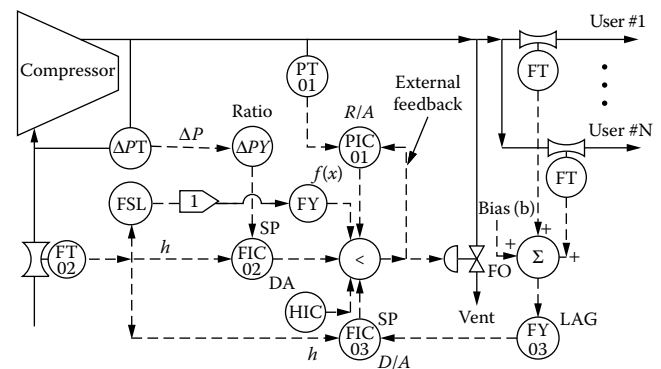 User #1
Compressor
PT
01
FT
External
feedback
Ratio
R/A
ΔPT
ΔP
ΔPY
PIC
01
User #N
f(x)
FSL
1
FY
FT
SP
Bias (b)
+
+
+
FT
02
h
FIC
02
<
FO
Σ
DA
HIC
SP
Vent
LAG
FIC
03
FY
03
h
D/A